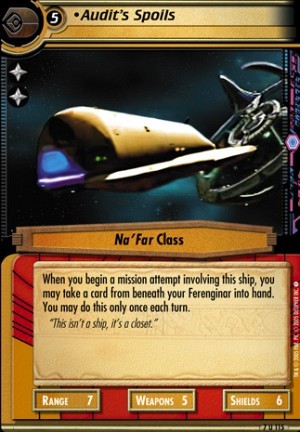 5
•Audit's Spoils
Na'Far Class
When you begin a mission attempt involving this ship, you
may take a card from beneath your Ferenginar into hand.
You may do this only once each turn.
"This isn't a ship, it's a closet."
RANGE 7
WEAPONS 5
SHIELDS 6
7 U 115